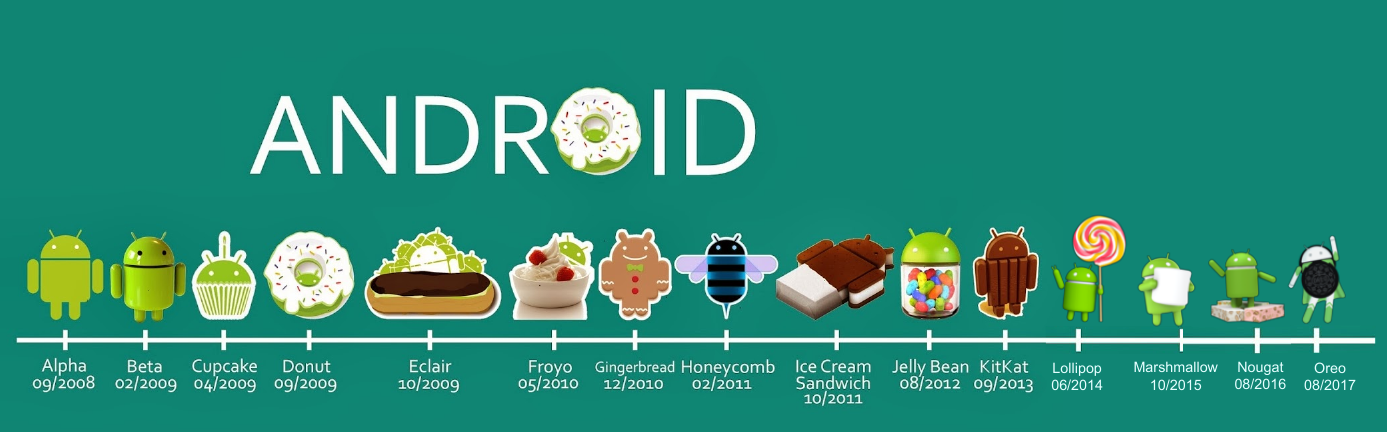 ANDROID
Alpha
09/2008
Beta
02/2009
Cupcake
04/2009
Donut
09/2009
Eclair
10/2009
Froyo
05/2010
Gingerbread
12/2010
Honeycomb
02/2011
Ice Cream
Sandwich
10/2011
Jelly Bean
08/2012
KitKat
09/2013
Lollipop
06/2014
Marshmallow
10/2015
Nougat
08/2016
Oreo
08/2017